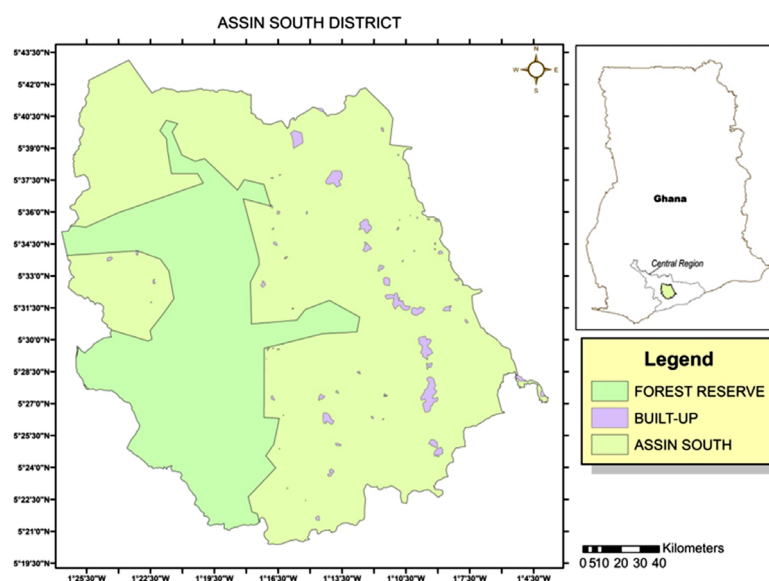 ASSIN SOUTH DISTRICT
5°43'30"N
5°42'0"N
5°40'30"N
5°39'0"N
5°37'30"N
5°36'0"N
5°34'30"N
5°33'0"N
5°31'30"N
5°30'0"N
5°28'30"N
5°27'0"N
5°25'30"N
5°24'0"N
5°22'30"N
5°21'0"N
5°19'30"N
1°25'30"W 1°22'30"W 1°19'30"W 1°16'30"W 1°13'30"W 1°10'30"W 1°7'30"W 1°4'30"W
N
W E
S
Ghana
Central Region
Legend
FOREST RESERVE
BUILT-UP
ASSIN SOUTH
Kilometers
0 5 10 20 30 40